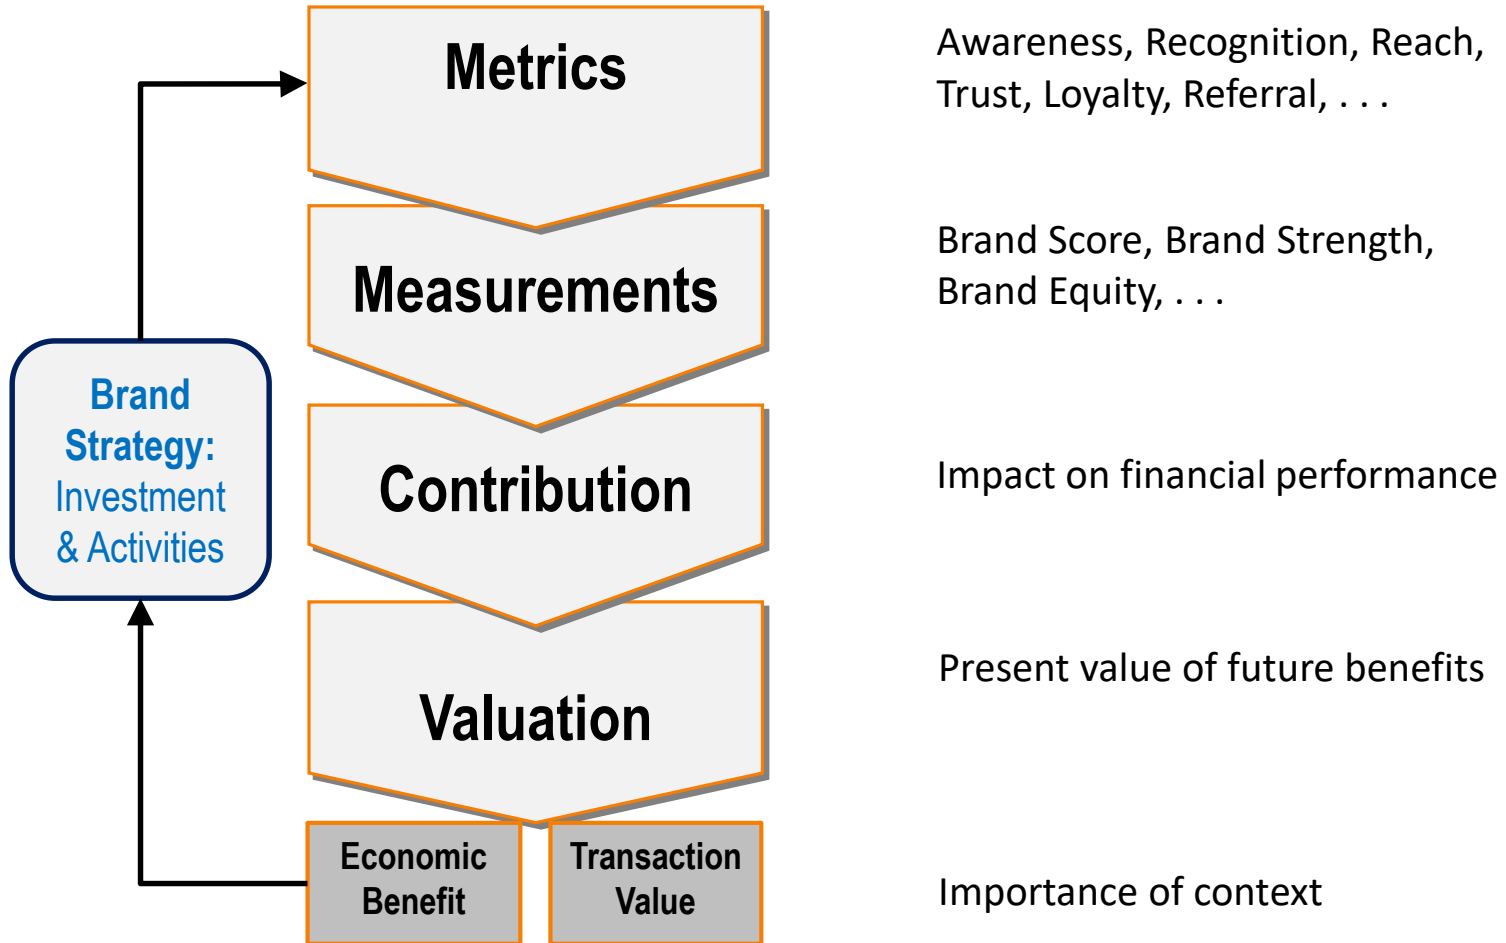 Metrics
Awareness, Recognition, Reach,
Trust, Loyalty, Referral, . . .
Measurements
Brand Score, Brand Strength,
Brand Equity, . . .
Brand
Strategy:
Investment
& Activities
Contribution
Impact on financial performance
Valuation
Present value of future benefits
Economic
Benefit
Transaction
Value
Importance of context